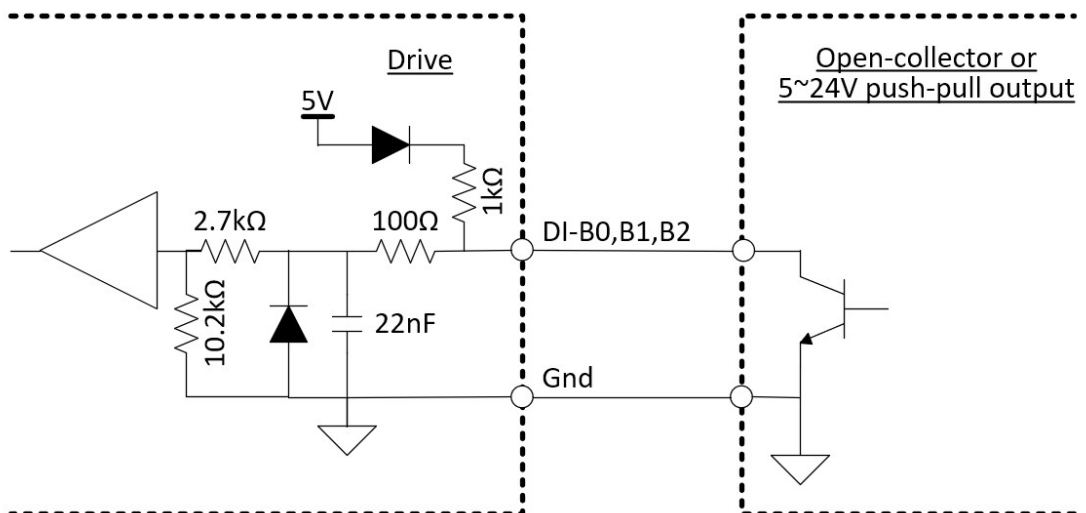 Drive
Open-collector or
5~24V push-pull output
5V
1kΩ
2.7kΩ
100Ω
DI-B0,B1,B2
10.2kΩ
22nF
Gnd